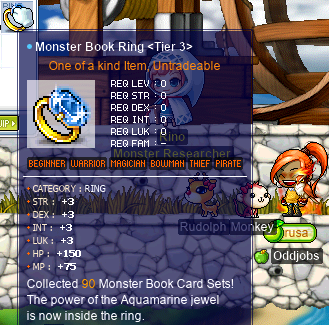 RING
• Monster Book Ring <Tier 3>
One of a kind Item, Untradeable
REQ LEV : 0
REQ STR : 0
REQ DEX : 0
REQ INT : 0
REQ LUK : 0
REQ FAM : -
Rino
Monster Researcher
BEGINNER WARRIOR MAGICIAN BOWMAN THIEF PIRATE
• CATEGORY : RING
• STR : +3
• DEX : +3
• INT : +3
• LUK : +3
• HP : +150
• MP : +75
Rudolph Monkey
rusa
Oddjobs
Collected 90 Monster Book Card Sets!
The power of the Aquamarine jewel
is now inside the ring.